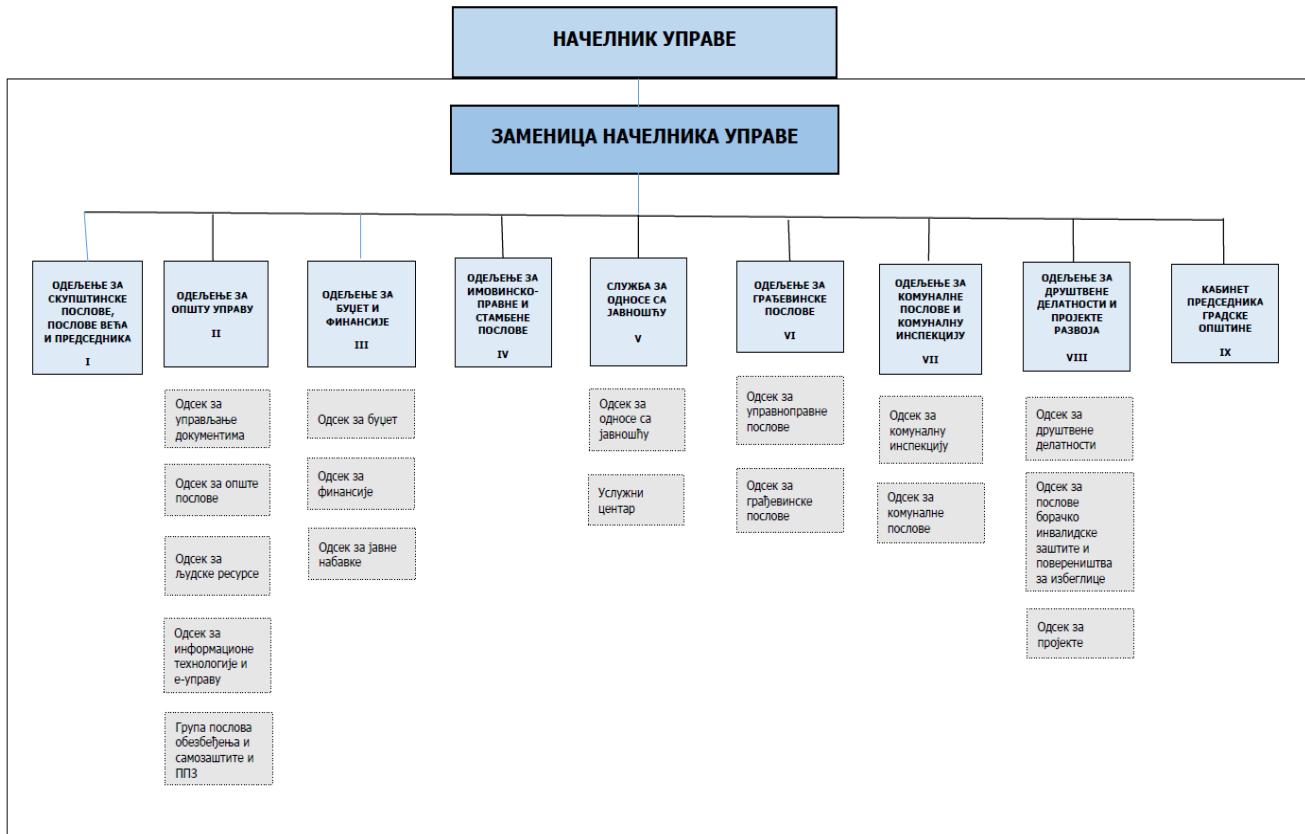 НАЧЕЛНИК УПРАВЕ
ЗАМЕНИЦА НАЧЕЛНИКА УПРАВЕ
ОДЕЉЕЊЕ ЗА
СКУПШТИНСКЕ
ПОСЛОВЕ,
ПОСЛОВЕ ВЕЋА
И ПРЕДСЕДНИКА
I
ОДЕЉЕЊЕ ЗА
ОПШТУ УПРАВУ
II
Одсек за
управљање
документима
Одсек за опште
послове
Одсек за
људске ресурсе
Одсек за
информационе
технологије и
е-управу
Група послова
обезбеђења и
самозаштите и
ППЗ
ОДЕЉЕЊЕ ЗА
БУЏЕТ И
ФИНАНСИЈЕ
III
Одсек за буџет
Одсек за
финансије
Одсек за јавне
набавке
ОДЕЉЕЊЕ ЗА
ИМОВИНСКО-
ПРАВНЕ И
СТАМБЕНЕ
ПОСЛОВЕ
IV
СЛУЖБА ЗА
ОДНОСЕ СА
ЈАВНОШЋУ
V
Одсек за
односе са
јавношћу
Услужни
центар
ОДЕЉЕЊЕ ЗА
ГРАЂЕВИНСКЕ
ПОСЛОВЕ
VI
Одсек за
управноправне
послове
Одсек за
грађевинске
послове
ОДЕЉЕЊЕ ЗА
КОМУНАЛНЕ
ПОСЛОВЕ И
КОМУНАЛНУ
ИНСПЕКЦИЈУ
VII
Одсек за
комуналну
инспекцију
Одсек за
комуналне
послове
ОДЕЉЕЊЕ ЗА
ДРУШТВЕНЕ
ДЕЛАТНОСТИ И
ПРОЈЕКТЕ
РАЗВОЈА
VIII
Одсек за
друштвене
делатности
Одсек за
послове
борачко
инвалидске
заштите и
повереништва
за избеглице
Одсек за
пројекте
КАБИНЕТ
ПРЕДСЕДНИКА
ГРАДСКЕ
ОПШТИНЕ
IX